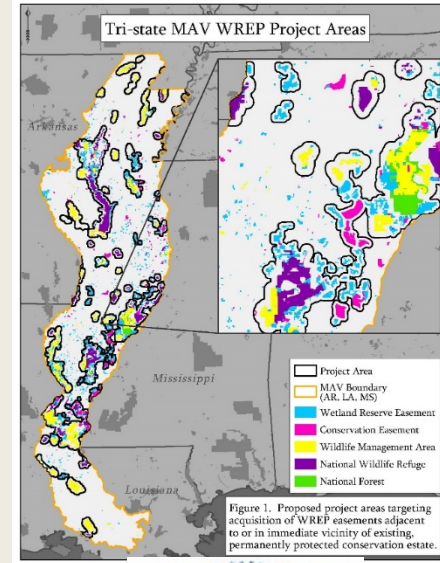 Tri-state MAV WREP Project Areas
Arkansas
Mississippi
Louisiana
Project Area
MAV Boundary
(AR, LA, MS)
Wetland Reserve Easement
Conservation Easement
Wildlife Management Area
National Wildlife Refuge
National Forest
Figure 1. Proposed project areas targeting
acquisition of WREP easements adjacent
to or in immediate vicinity of existing,
permanently protected conservation estate.